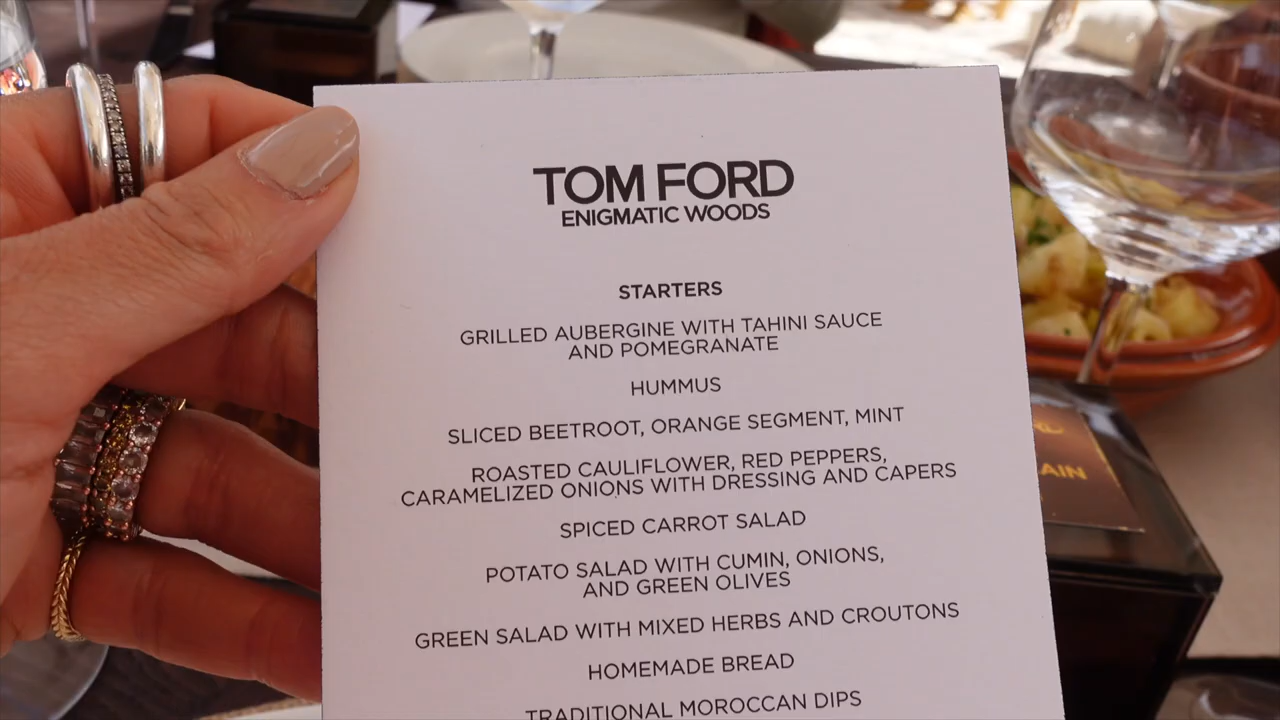 TOM FORD
ENIGMATIC WOODS
STARTERS
GRILLED AUBERGINE WITH TAHINI SAUCE
AND POMEGRANATE
HUMMUS
SLICED BEETROOT, ORANGE SEGMENT, MINT
ROASTED CAULIFLOWER, RED PEPPERS,
CARAMELIZED ONIONS WITH DRESSING AND CAPERS
SPICED CARROT SALAD
POTATO SALAD WITH CUMIN, ONIONS,
AND GREEN OLIVES
GREEN SALAD WITH MIXED HERBS AND CROUTONS
HOMEMADE BREAD
TRADITIONAL MOROCCAN DIPS